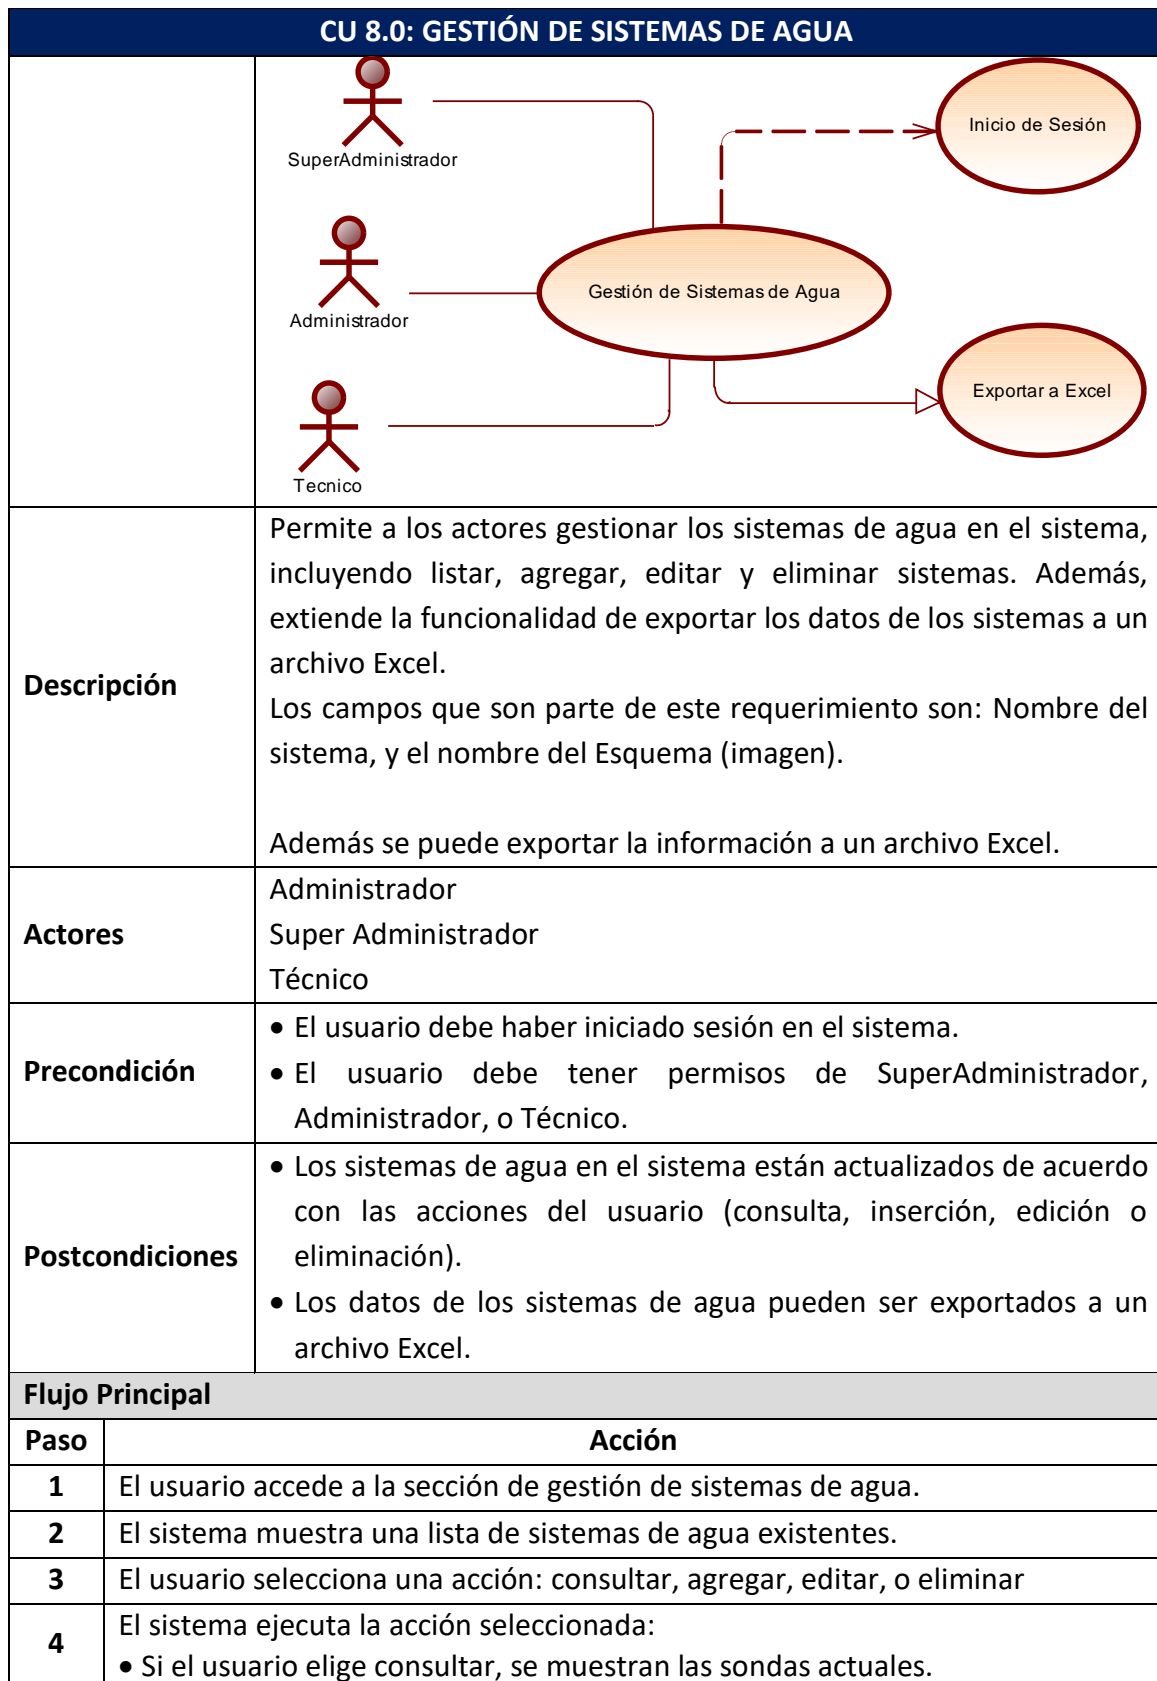 CU 8.0: GESTIÓN DE SISTEMAS DE AGUA
SuperAdministrador
Inicio de Sesión
Administrador
Gestión de Sistemas de Agua
Tecnico
Exportar a Excel
Descripción
Permite a los actores gestionar los sistemas de agua en el sistema,
incluyendo listar, agregar, editar y eliminar sistemas. Además,
extiende la funcionalidad de exportar los datos de los sistemas a un
archivo Excel.
Los campos que son parte de este requerimiento son: Nombre del
sistema, y el nombre del Esquema (imagen).
Además se puede exportar la información a un archivo Excel.
Actores
Administrador
Super Administrador
Técnico
Precondición
• El usuario debe haber iniciado sesión en el sistema.
• El usuario debe tener permisos de SuperAdministrador,
Administrador, o Técnico.
Postcondiciones
• Los sistemas de agua en el sistema están actualizados de acuerdo
con las acciones del usuario (consulta, inserción, edición o
eliminación).
• Los datos de los sistemas de agua pueden ser exportados a un
archivo Excel.
Flujo Principal
Paso Acción
1 El usuario accede a la sección de gestión de sistemas de agua.
2 El sistema muestra una lista de sistemas de agua existentes.
3 El usuario selecciona una acción: consultar, agregar, editar, o eliminar
4 El sistema ejecuta la acción seleccionada:
• Si el usuario elige consultar, se muestran las sondas actuales.